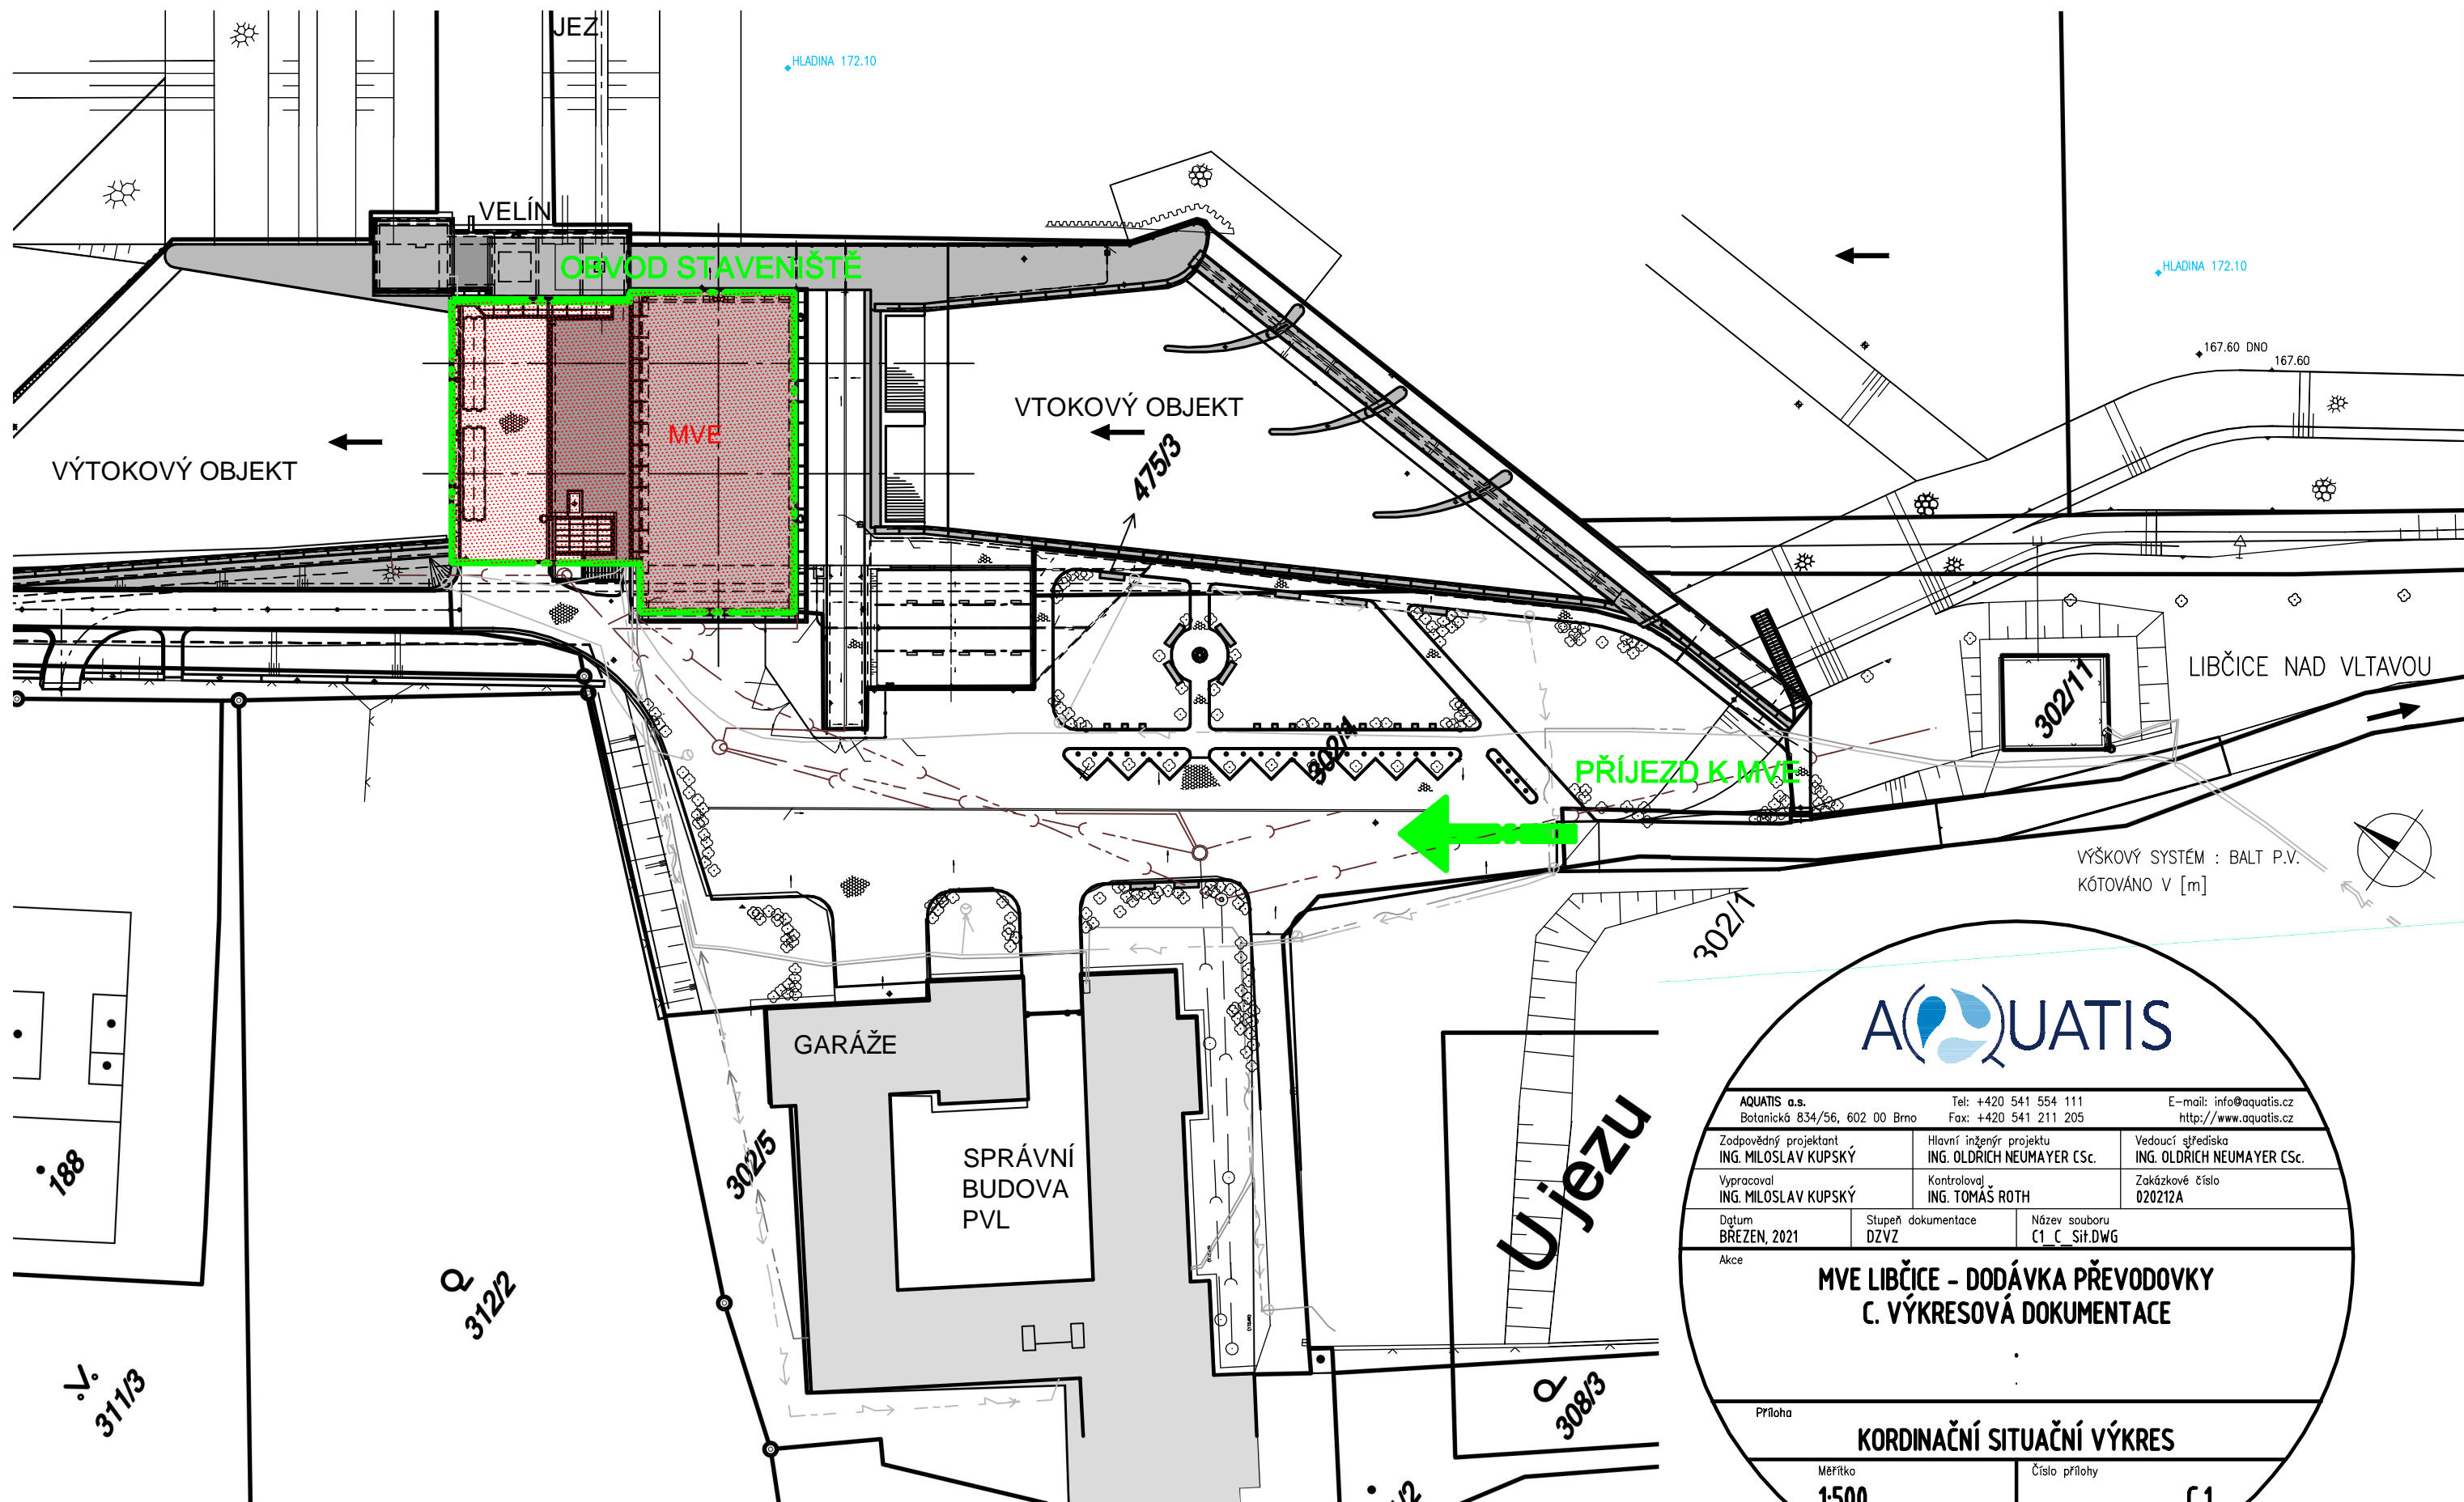 JEZ
HLADINA 172.10
VELÍN
OBVOD STAVENIŠTĚ
HLADINA 172.10
167.60 DNO
167.60
VTOKOVÝ OBJEKT
MVE
475/3
VÝTOKOVÝ OBJEKT
LIBČICE NAD VLTAVOU
302/11
302/4
PŘÍJEZD K MVE
VÝŠKOVÝ SYSTÉM : BALT P.V.
KÓTOVÁNO V [m]
302/1
GARÁŽE
SPRÁVNÍ
BUDOVA
PVL
302/5
U jezu
188
312/2
311/3
308/3
AQUATIS
AQUATIS a.s.
Botanická 834/56, 602 00 Brno
Tel: +420 541 554 111
Fax: +420 541 211 205
E-mail: info@aquatis.cz
http://www.aquatis.cz
Zodpovědný projektant
ING. MILOSLAV KUPSKÝ
Hlavní inženýr projektu
ING. OLDŘICH NEUMAYER CSc.
Vedoucí střediska
ING. OLDŘICH NEUMAYER CSc.
Vypracoval
ING. MILOSLAV KUPSKÝ
Kontroloval
ING. TOMÁŠ ROTH
Zakázkové číslo
020212A
Datum
BŘEZEN, 2021
Stupeň dokumentace
DZVZ
Název souboru
C1_C_Sit.DWG
Akce
MVE LIBČICE - DODÁVKA PŘEVODOVKY
C. VÝKRESOVÁ DOKUMENTACE
Příloha
KORDINAČNÍ SITUAČNÍ VÝKRES
Měřítko
1:500
Číslo přílohy
C.1